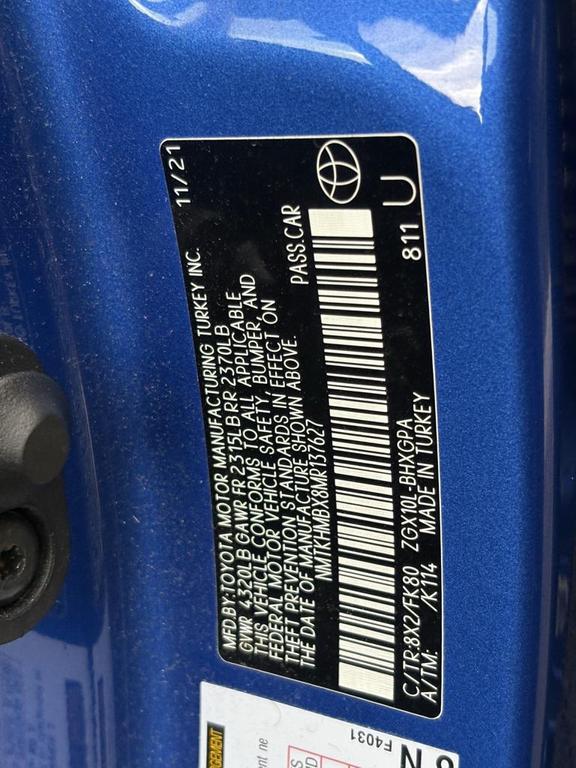 MFD.BY:TOYOTA MOTOR MANUFACTURING TURKEY INC. 11/21
GVWR 4320LB GAWR FR 2315LB RR 2370LB
THIS VEHICLE CONFORMS TO ALL APPLICABLE
FEDERAL MOTOR VEHICLE SAFETY, BUMPER, AND
THEFT PREVENTION STANDARDS IN EFFECT ON
THE DATE OF MANUFACTURE SHOWN ABOVE.
NMTKHMBX8MR137627 PASS.CAR
C/TR:8X2/FK80 ZGX10L-BHXGPA 811 U
A/TM: /K114 MADE IN TURKEY
F4031